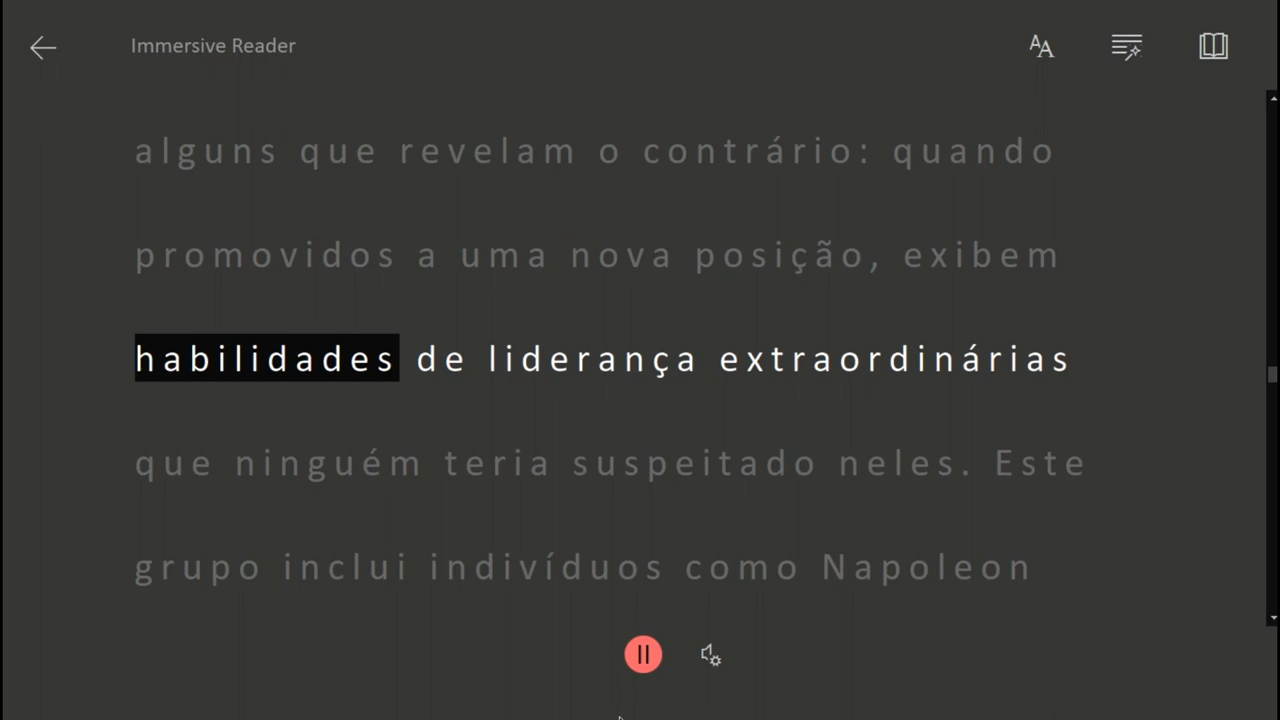 Immersive Reader
alguns que revelam o contrário: quando
promovidos a uma nova posição, exibem
habilidades de liderança extraordinárias
que ninguém teria suspeitado neles. Este
grupo inclui indivíduos como Napoleon